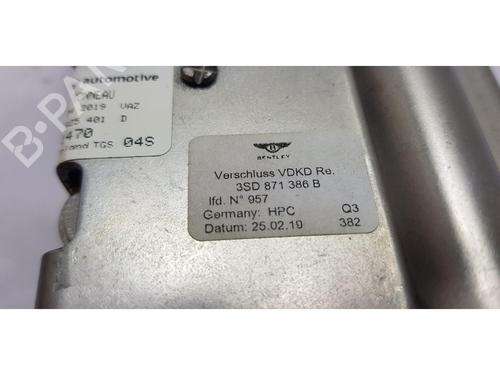 automotive
2019 VAZ
401 D
470
TGS 04S
B-PA
BENTLEY
Verschluss VDKD Re.
3SD 871 386 B
lfd. N° 957
Germany: HPC Q3
Datum: 25.02.19 382